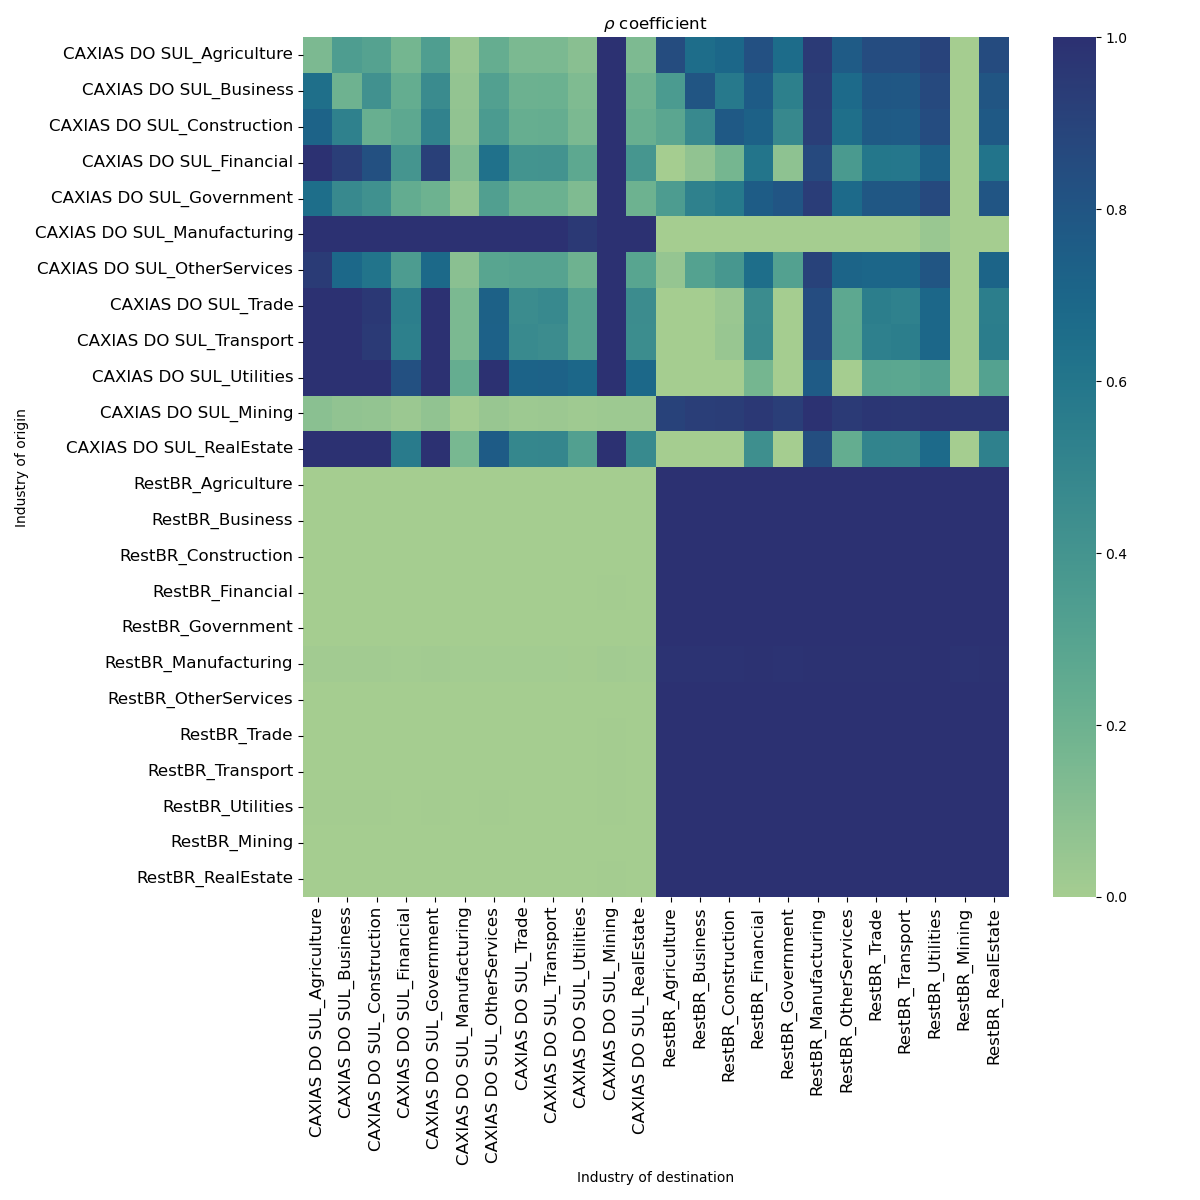 ρ coefficient
CAXIAS DO SUL_Agriculture
CAXIAS DO SUL_Business
CAXIAS DO SUL_Construction
CAXIAS DO SUL_Financial
CAXIAS DO SUL_Government
CAXIAS DO SUL_Manufacturing
CAXIAS DO SUL_OtherServices
CAXIAS DO SUL_Trade
CAXIAS DO SUL_Transport
CAXIAS DO SUL_Utilities
CAXIAS DO SUL_Mining
CAXIAS DO SUL_RealEstate
RestBR_Agriculture
RestBR_Business
RestBR_Construction
RestBR_Financial
RestBR_Government
RestBR_Manufacturing
RestBR_OtherServices
RestBR_Trade
RestBR_Transport
RestBR_Utilities
RestBR_Mining
RestBR_RealEstate
Industry of origin
CAXIAS DO SUL_Agriculture
CAXIAS DO SUL_Business
CAXIAS DO SUL_Construction
CAXIAS DO SUL_Financial
CAXIAS DO SUL_Government
CAXIAS DO SUL_Manufacturing
CAXIAS DO SUL_OtherServices
CAXIAS DO SUL_Trade
CAXIAS DO SUL_Transport
CAXIAS DO SUL_Utilities
CAXIAS DO SUL_Mining
CAXIAS DO SUL_RealEstate
RestBR_Agriculture
RestBR_Business
RestBR_Construction
RestBR_Financial
RestBR_Government
RestBR_Manufacturing
RestBR_OtherServices
RestBR_Trade
RestBR_Transport
RestBR_Utilities
RestBR_Mining
RestBR_RealEstate
Industry of destination
1.0
0.8
0.6
0.4
0.2
0.0